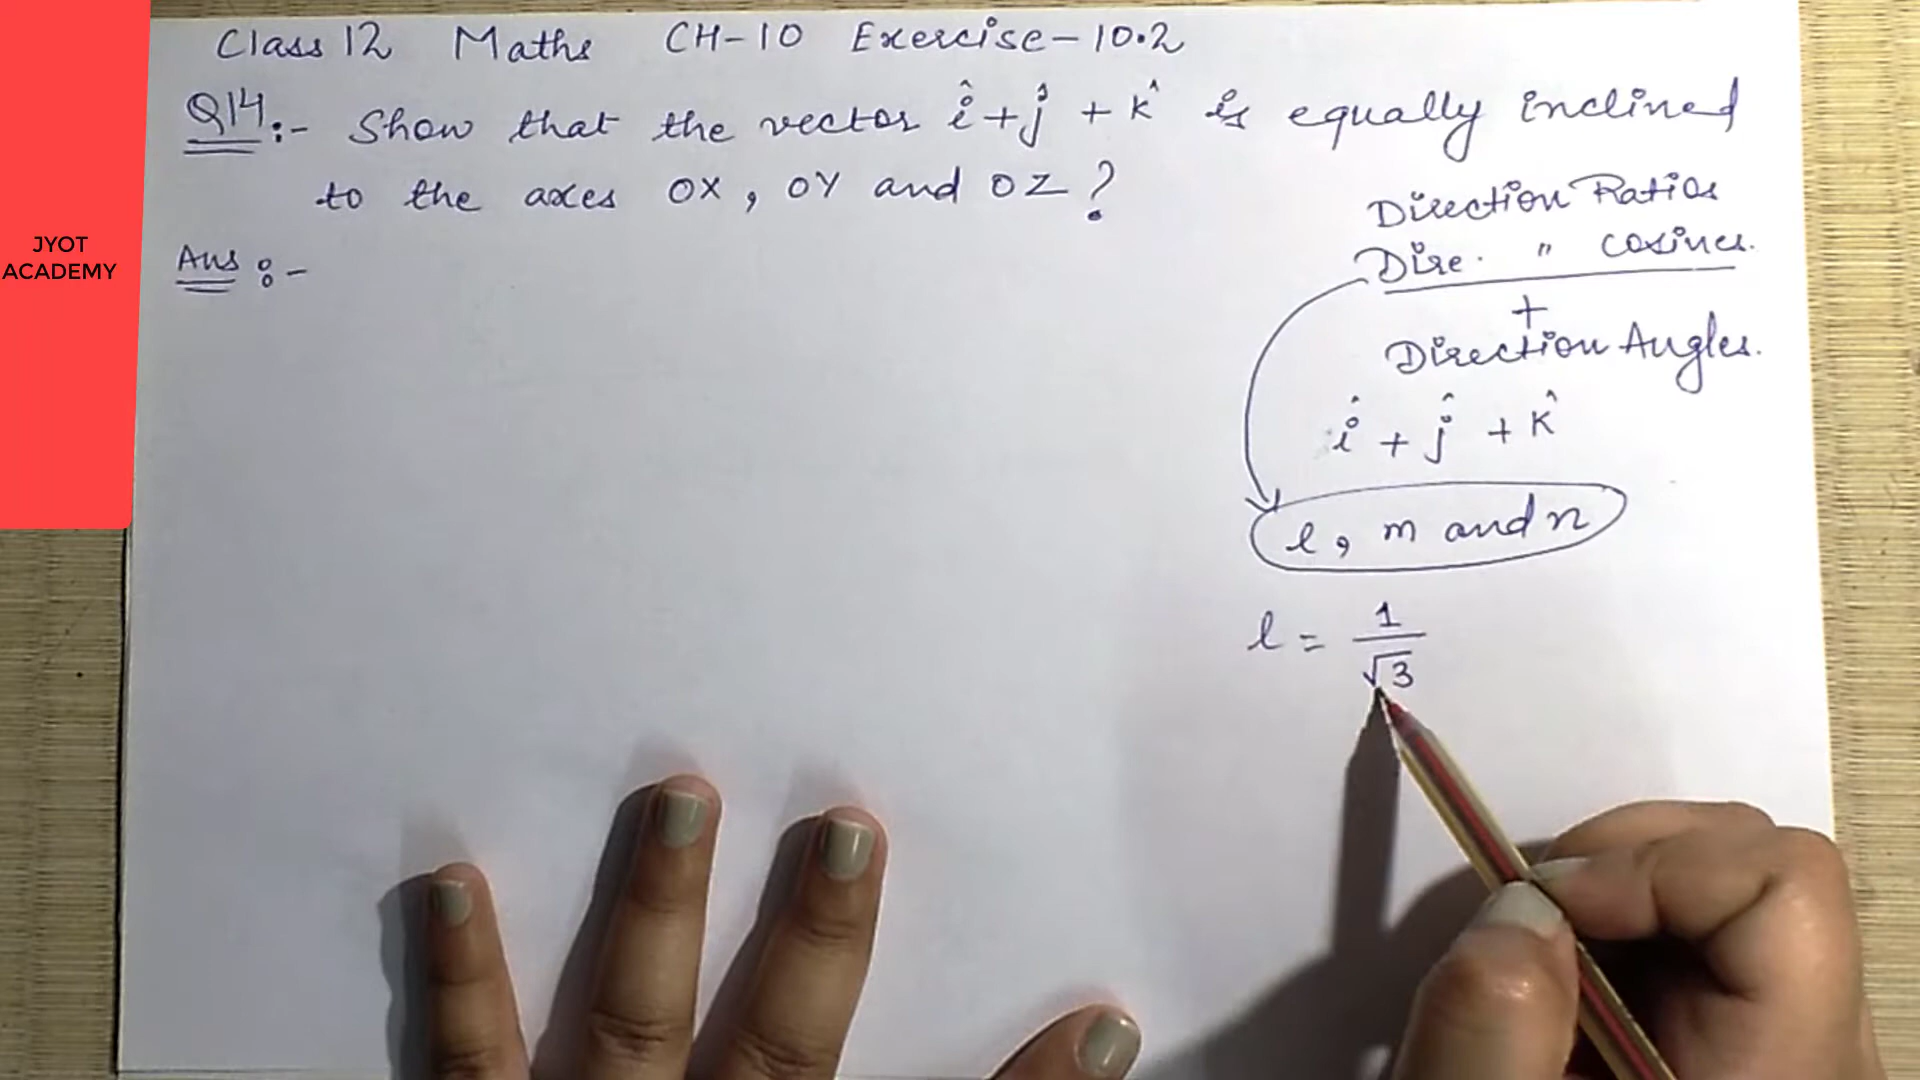 Class 12 Maths CH-10 Exercise-10.2
Q14:- Show that the vector î + ĵ + k̂ is equally inclined
to the axes OX, OY and OZ?
Ans:-
JYOT
ACADEMY
Direction Ratios
Dire. " cosines.
+
Direction Angles.
î + ĵ + k̂
l, m and n
l = 1/√3